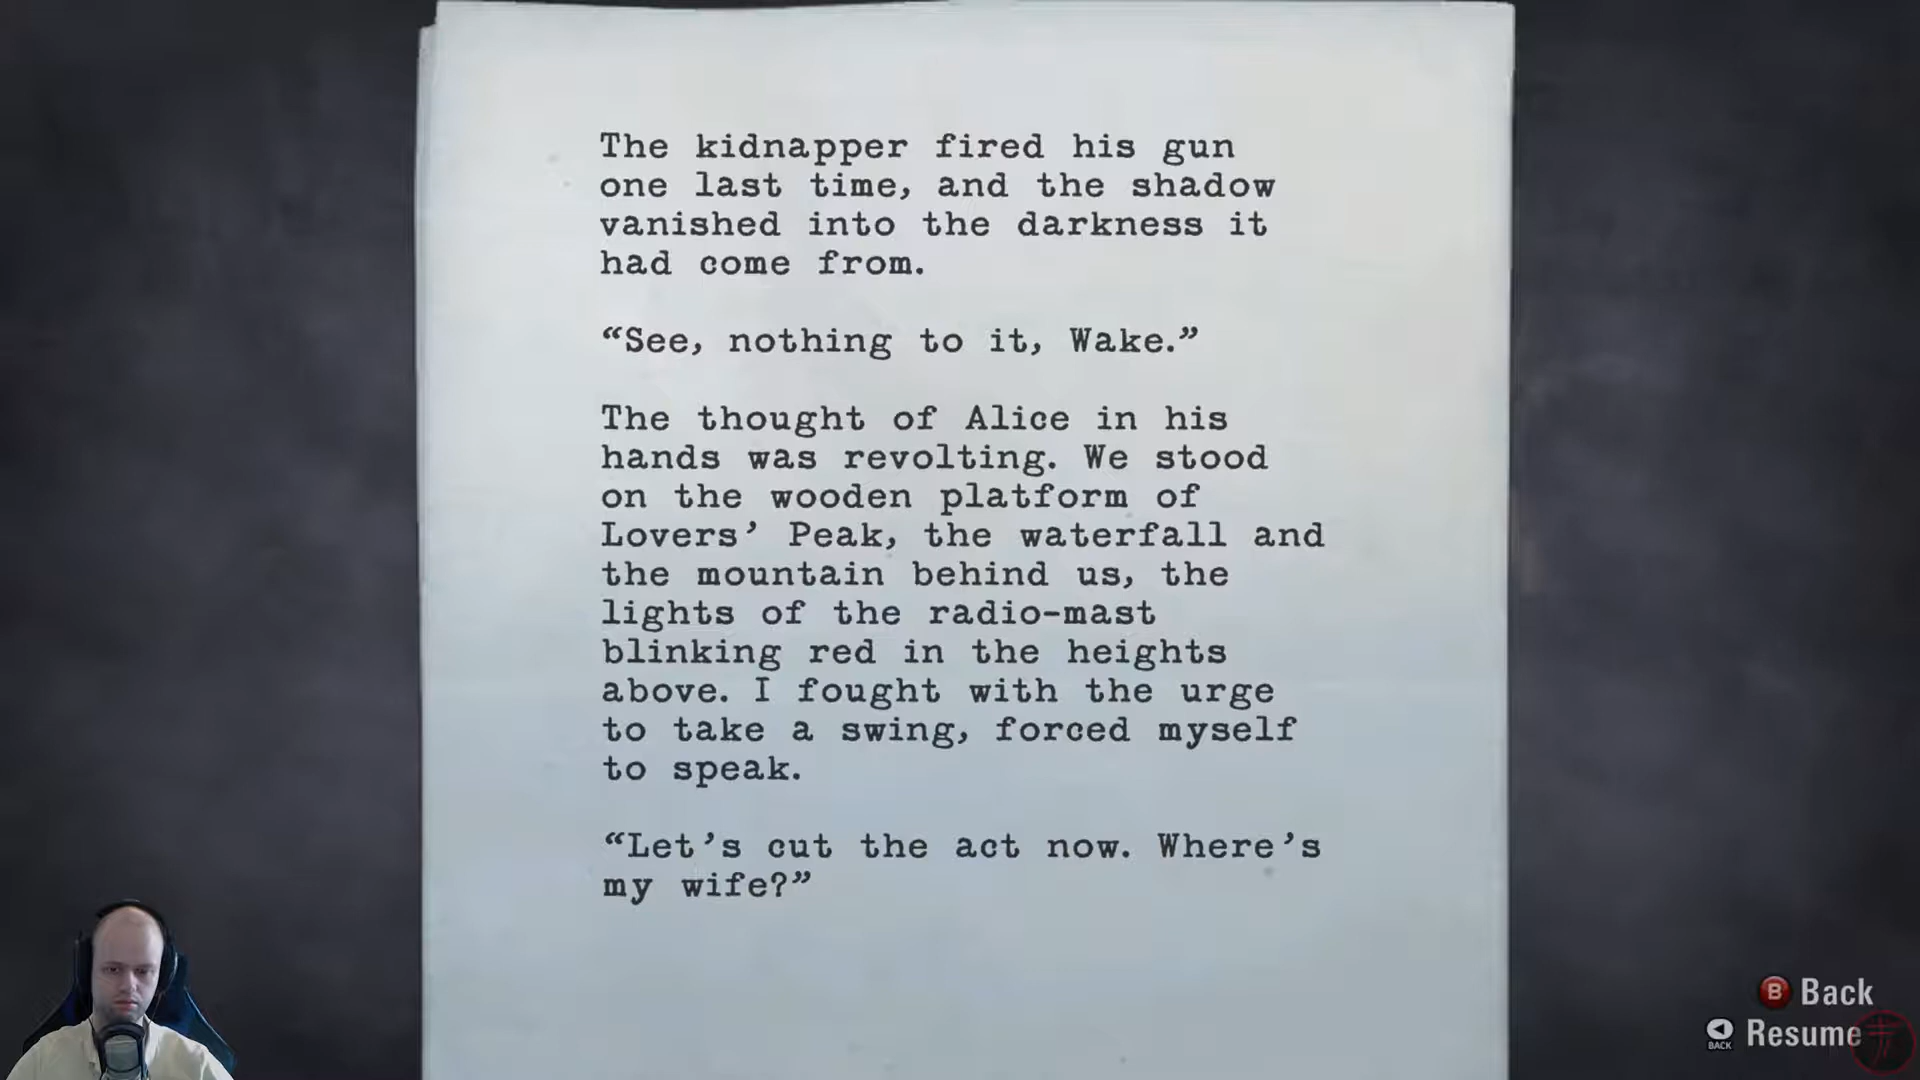 The kidnapper fired his gun
one last time, and the shadow
vanished into the darkness it
had come from.
“See, nothing to it, Wake.”
The thought of Alice in his
hands was revolting. We stood
on the wooden platform of
Lovers’ Peak, the waterfall and
the mountain behind us, the
lights of the radio-mast
blinking red in the heights
above. I fought with the urge
to take a swing, forced myself
to speak.
“Let’s cut the act now. Where’s
my wife?”
B Back
BACK Resume